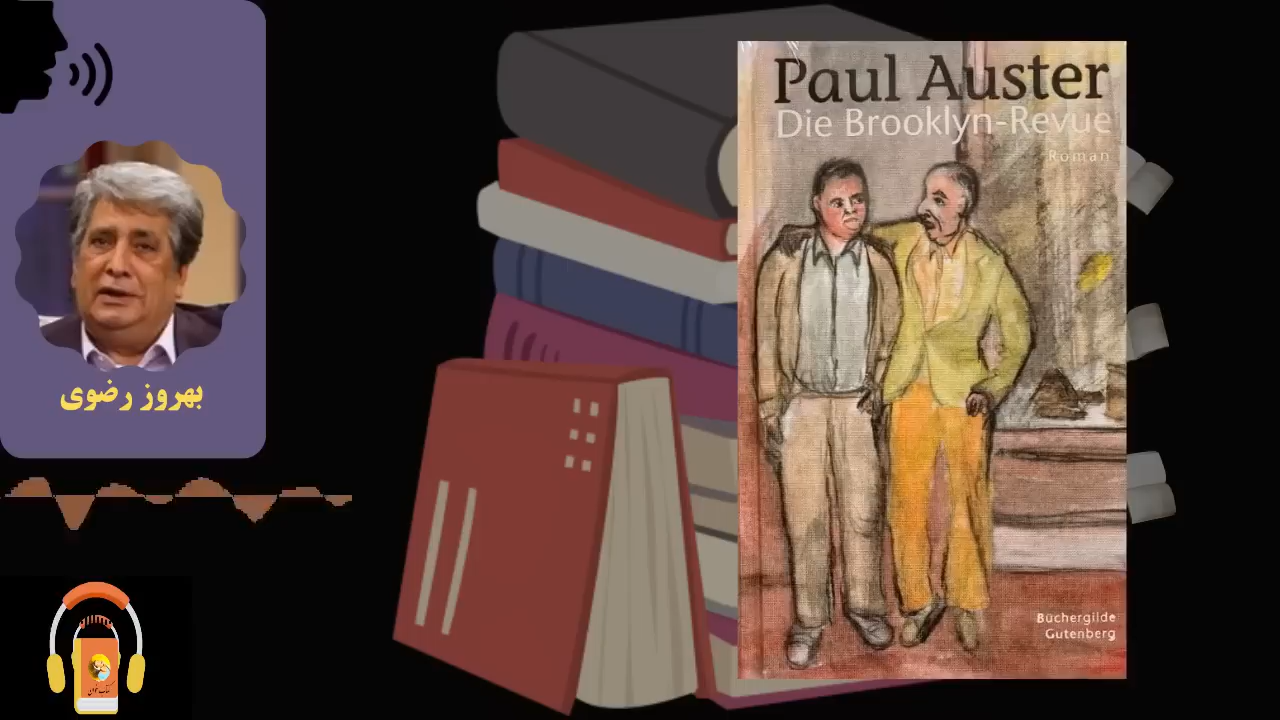 بهروز رضوی
Paul Auster
Die Brooklyn-Revue
Roman
Büchergilde
Gutenberg